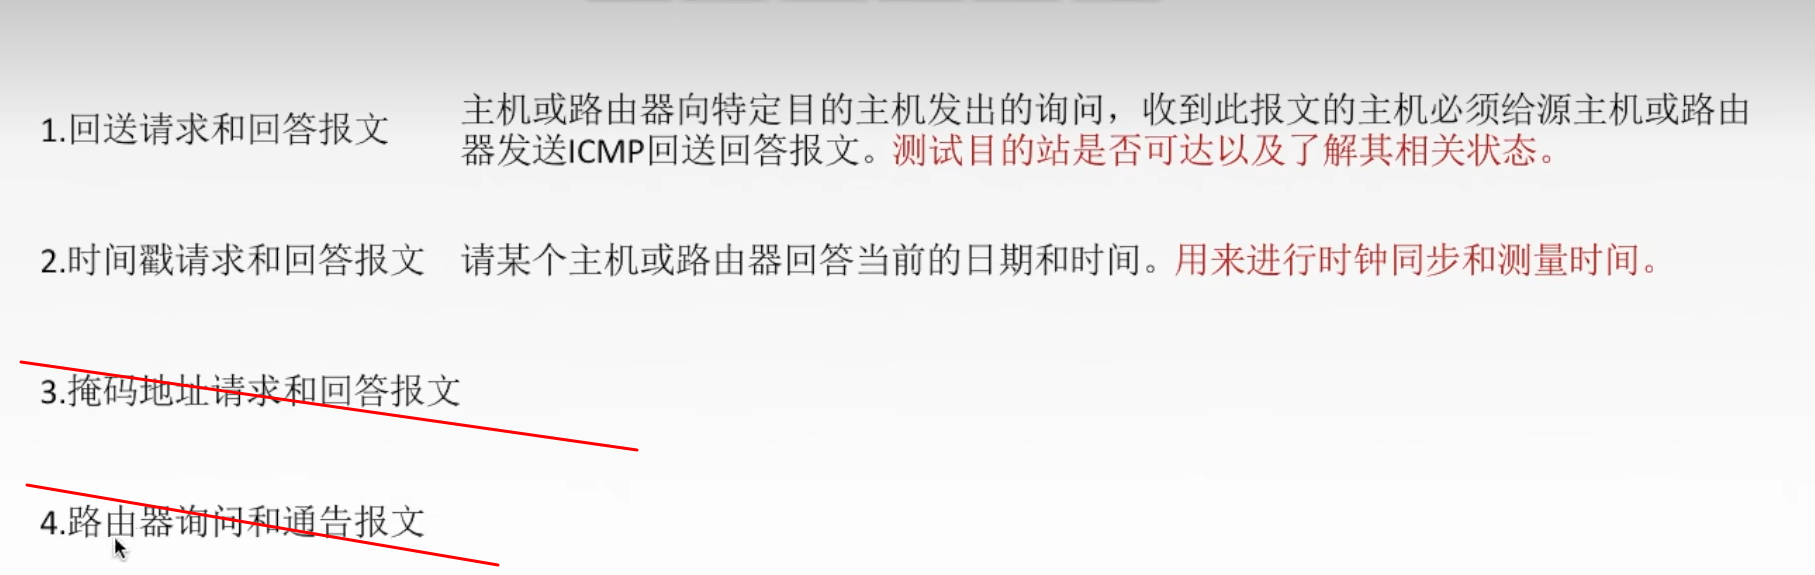 1.回送请求和回答报文
主机或路由器向特定目的主机发出的询问，收到此报文的主机必须给源主机或路由
器发送ICMP回送回答报文。测试目的站是否可达以及了解其相关状态。
2.时间戳请求和回答报文
请某个主机或路由器回答当前的日期和时间。用来进行时钟同步和测量时间。
3.掩码地址请求和回答报文
4.路由器询问和通告报文